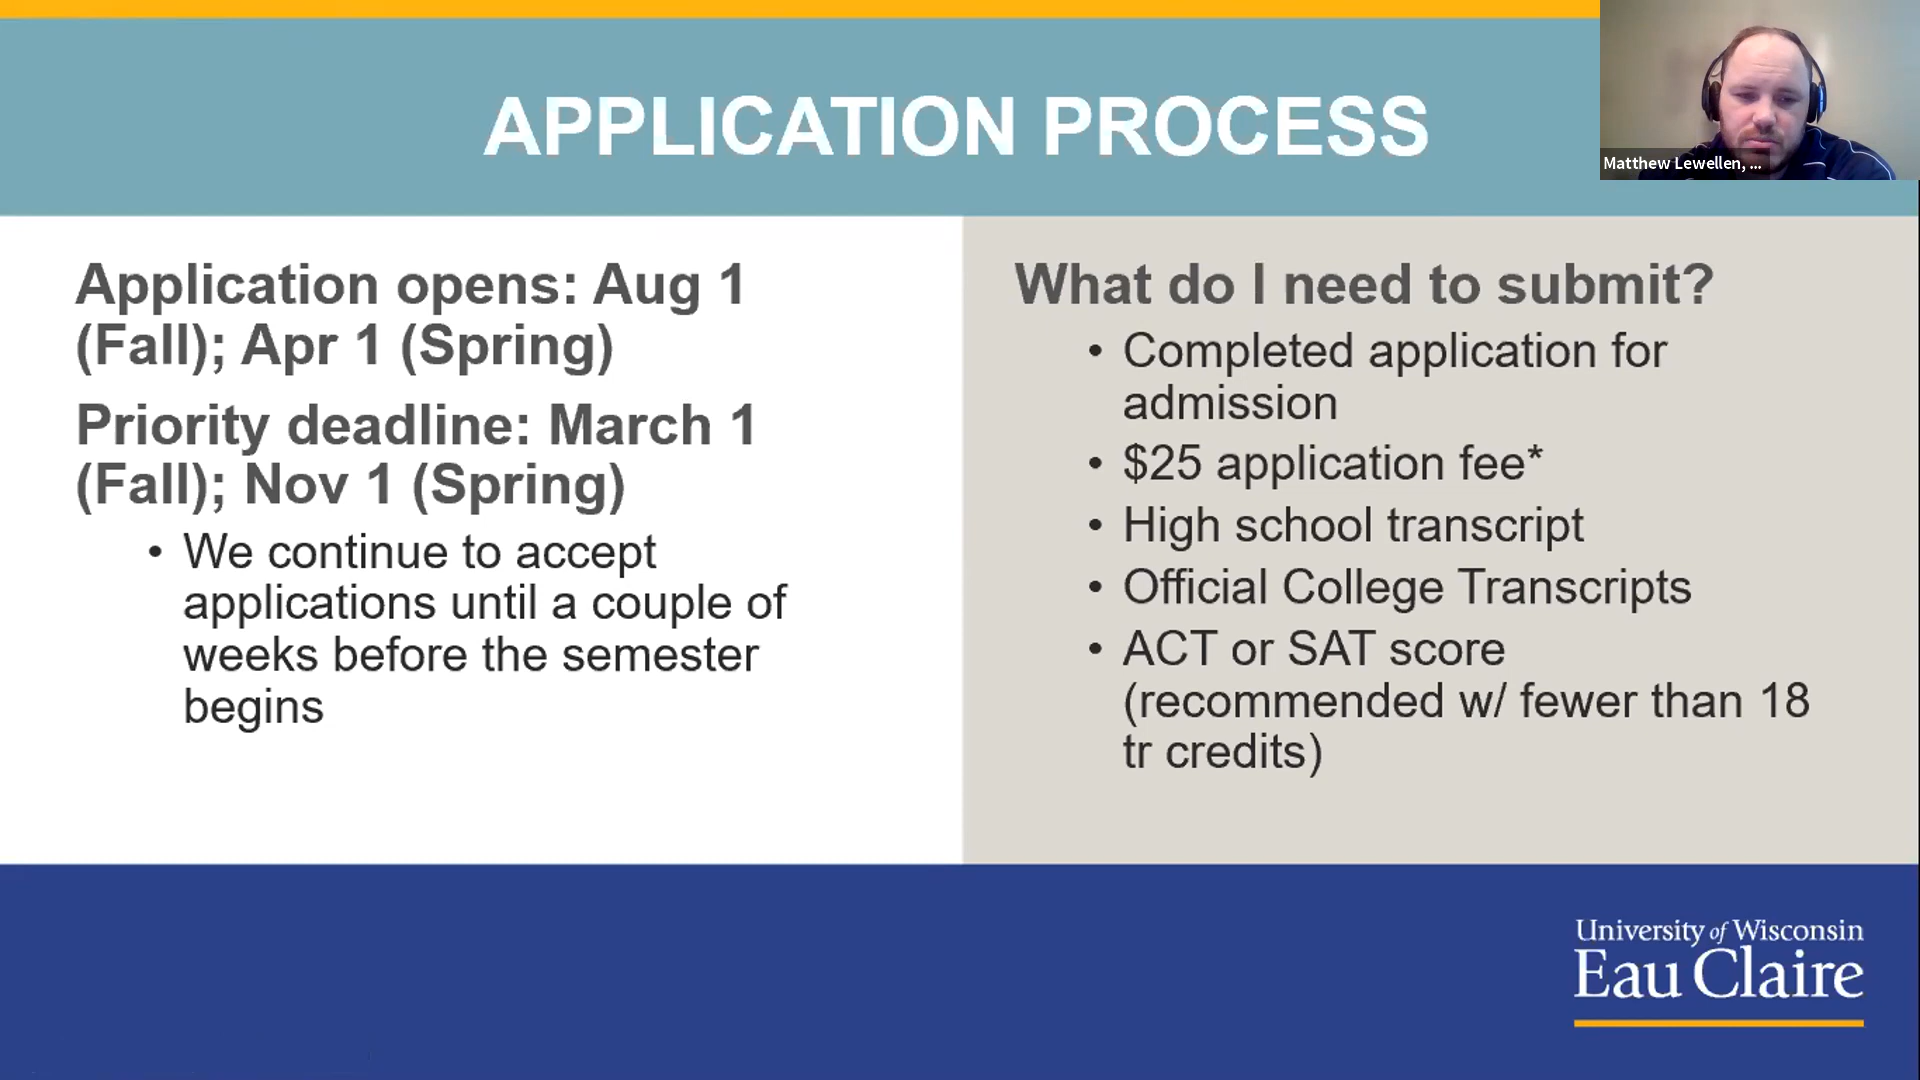 APPLICATION PROCESS
Matthew Lewellen, ...
Application opens: Aug 1
(Fall); Apr 1 (Spring)
Priority deadline: March 1
(Fall); Nov 1 (Spring)
• We continue to accept
applications until a couple of
weeks before the semester
begins
What do I need to submit?
• Completed application for
admission
• $25 application fee*
• High school transcript
• Official College Transcripts
• ACT or SAT score
(recommended w/ fewer than 18
tr credits)
University of Wisconsin
Eau Claire